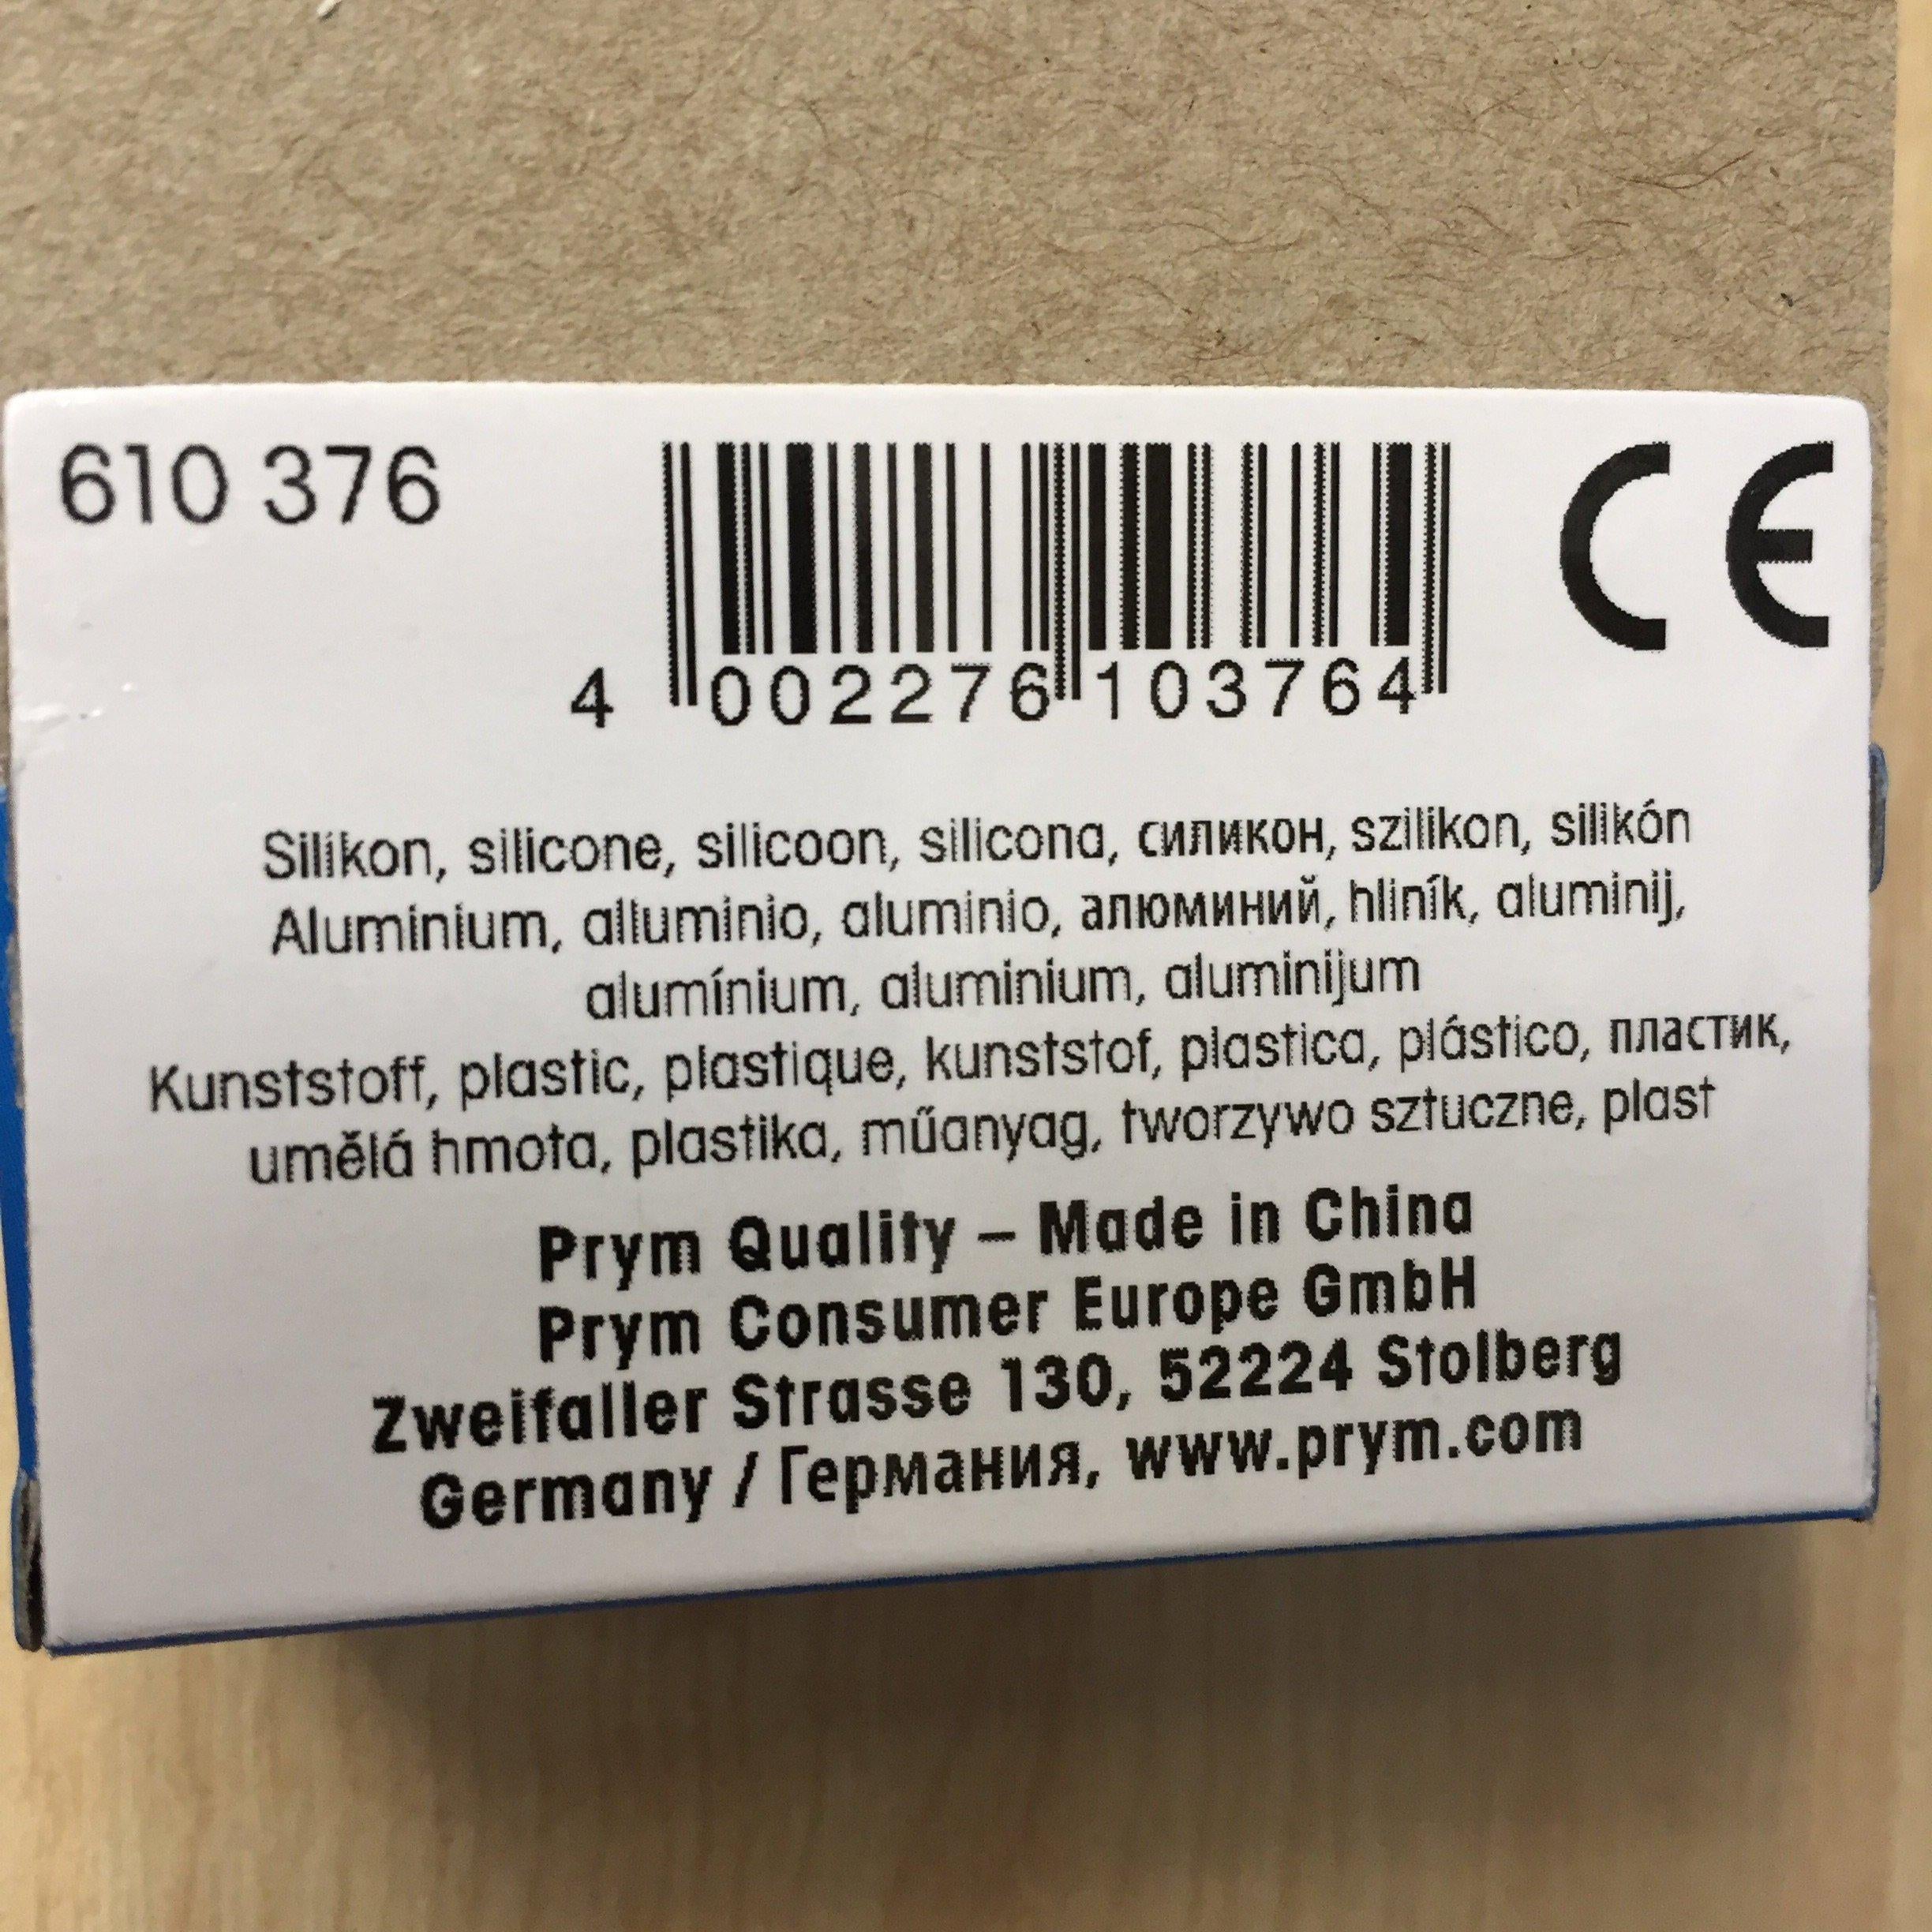 610 376
CE
4 002276 103764
Silikon, silicone, silicoon, silicona, силикон, szilikon, silikón
Aluminium, alluminio, aluminio, алюминий, hliník, aluminij,
alumínium, aluminium, aluminijum
Kunststoff, plastic, plastique, kunststof, plastica, plástico, пластик,
umělá hmota, plastika, műanyag, tworzywo sztuczne, plast
Prym Quality – Made in China
Prym Consumer Europe GmbH
Zweifaller Strasse 130, 52224 Stolberg
Germany / Германия, www.prym.com